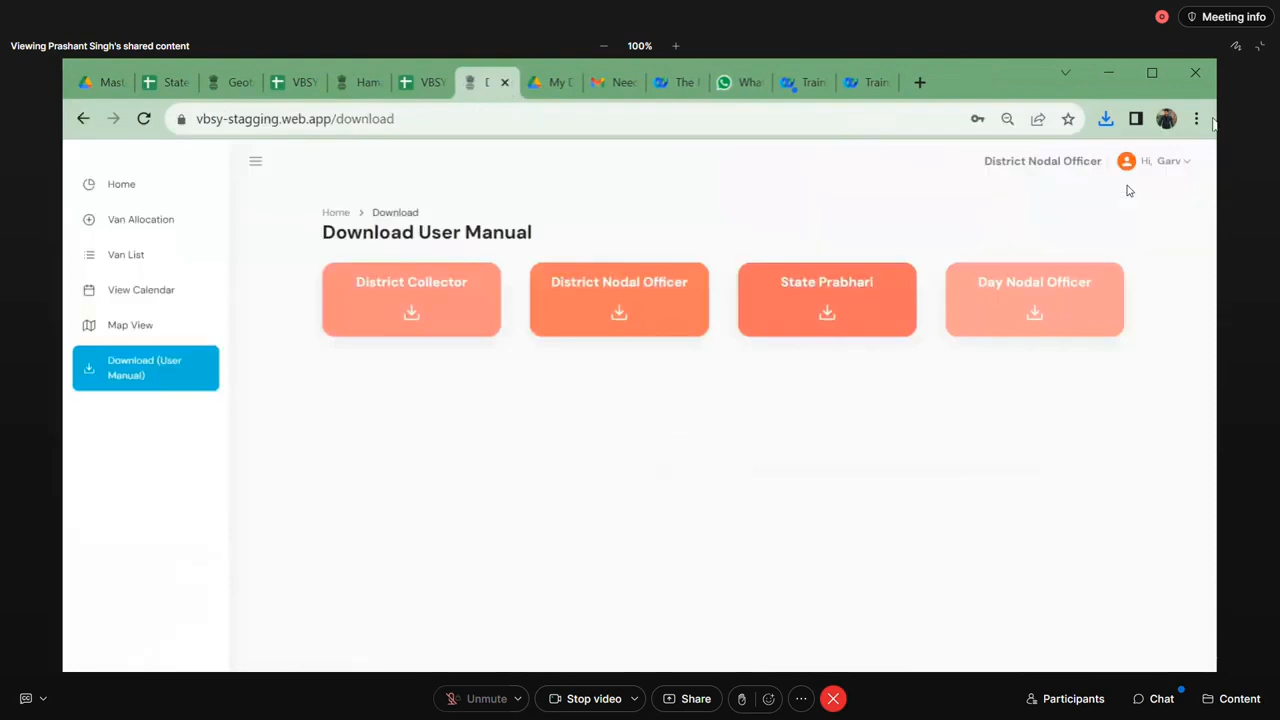 Meeting info
Viewing Prashant Singh's shared content
100%
Mast
State
Geot
VBSY
Ham
VBSY
My D
Need
The
Wha
Train
Train
vbsy-stagging.web.app/download
District Nodal Officer
Hi, Garv
Home
Van Allocation
Van List
View Calendar
Map View
Download (User
Manual)
Home > Download
Download User Manual
District Collector
District Nodal Officer
State Prabhari
Day Nodal Officer
Unmute
Stop video
Share
Participants
Chat
Content